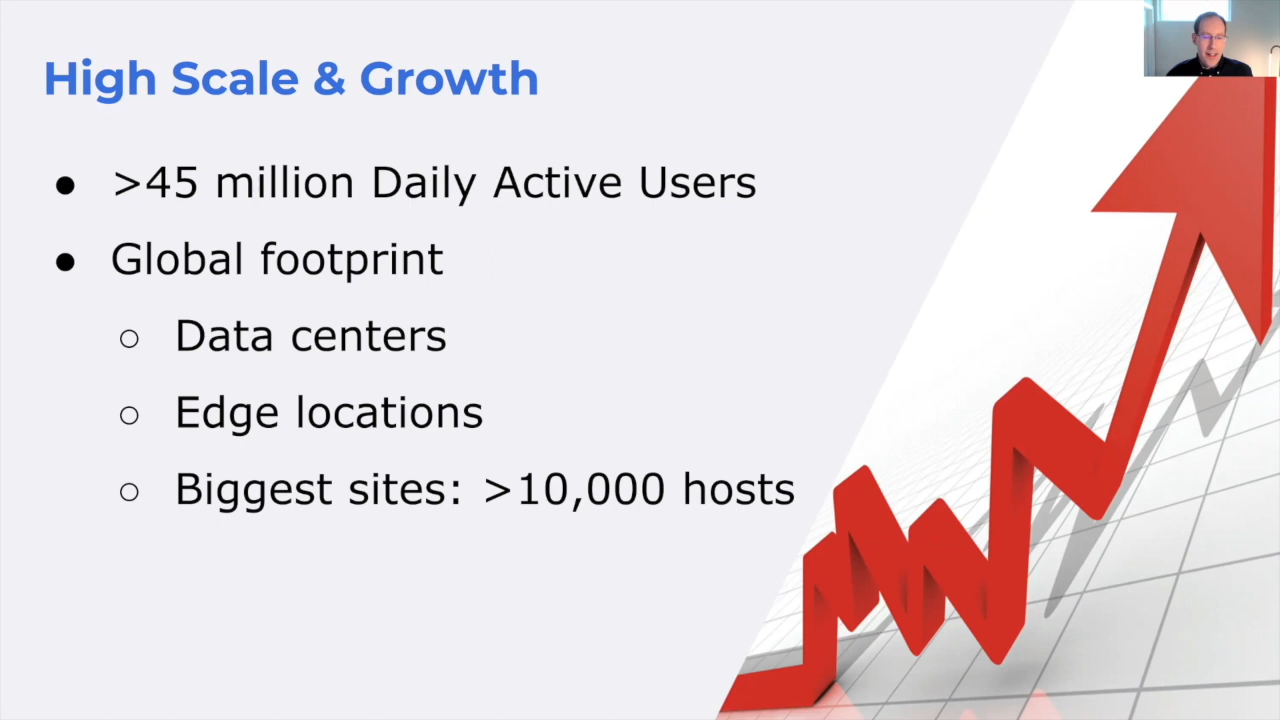 High Scale & Growth
● >45 million Daily Active Users
● Global footprint
○ Data centers
○ Edge locations
○ Biggest sites: >10,000 hosts